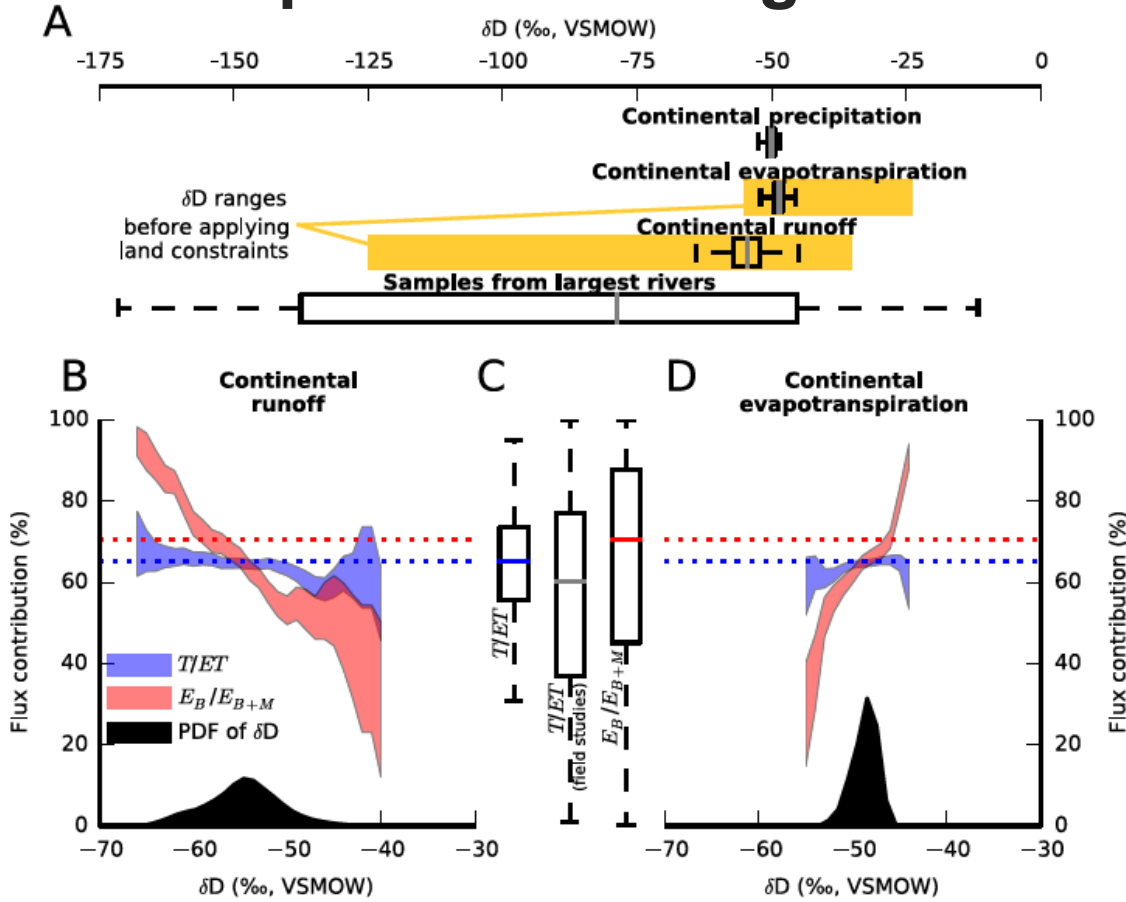 A
δD (‰, VSMOW)
-175 -150 -125 -100 -75 -50 -25 0
Continental precipitation
Continental evapotranspiration
δD ranges
before applying
land constraints
Continental runoff
Samples from largest rivers
B
Continental
runoff
100
80
60
40
20
0
Flux contribution (%)
T/ET
E_B/E_{B+M}
PDF of δD
−70 −60 −50 −40 −30
δD (‰, VSMOW)
C
T/ET
T/ET
(field studies)
E_B/E_{B+M}
D
Continental
evapotranspiration
100
80
60
40
20
0
Flux contribution (%)
−70 −60 −50 −40 −30
δD (‰, VSMOW)